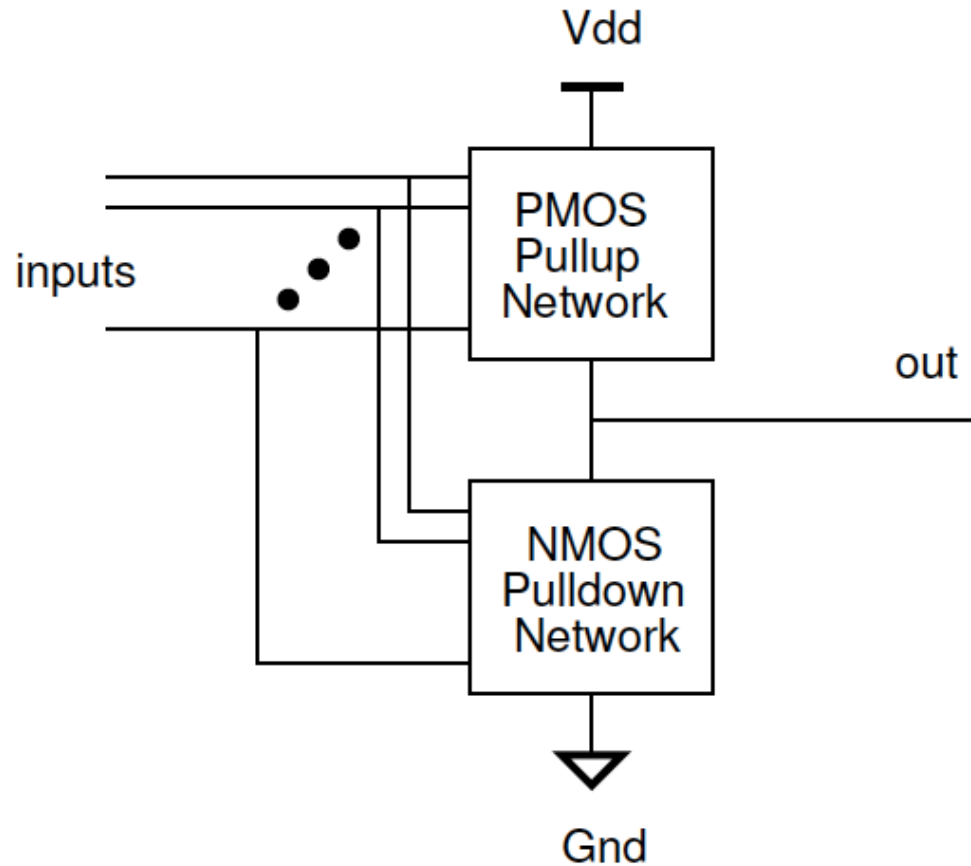 Vdd
PMOS
Pullup
Network
inputs
out
NMOS
Pulldown
Network
Gnd